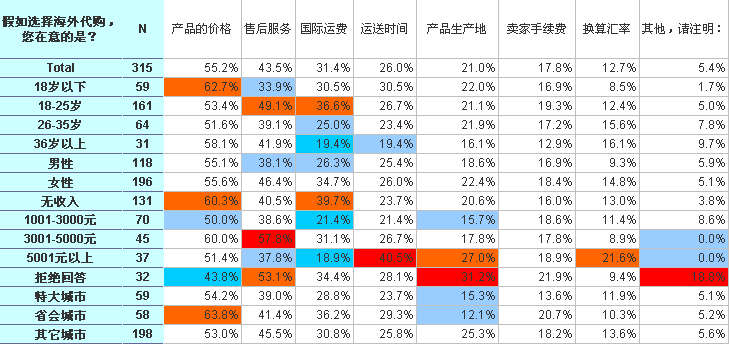 假如选择海外代购，您在意的是？ N 产品的价格 售后服务 国际运费 运送时间 产品生产地 卖家手续费 换算汇率 其他，请注明：
Total 315 55.2% 43.5% 31.4% 26.0% 21.0% 17.8% 12.7% 5.4%
18岁以下 59 62.7% 33.9% 30.5% 30.5% 22.0% 16.9% 8.5% 1.7%
18-25岁 161 53.4% 49.1% 36.6% 26.7% 21.1% 19.3% 12.4% 5.0%
26-35岁 64 51.6% 39.1% 25.0% 23.4% 21.9% 17.2% 15.6% 7.8%
36岁以上 31 58.1% 41.9% 19.4% 19.4% 16.1% 12.9% 16.1% 9.7%
男性 118 55.1% 38.1% 26.3% 25.4% 18.6% 16.9% 9.3% 5.9%
女性 196 55.6% 46.4% 34.7% 26.0% 22.4% 18.4% 14.8% 5.1%
无收入 131 60.3% 40.5% 39.7% 23.7% 20.6% 16.0% 13.0% 3.8%
1001-3000元 70 50.0% 38.6% 21.4% 21.4% 15.7% 18.6% 11.4% 8.6%
3001-5000元 45 60.0% 57.8% 31.1% 26.7% 17.8% 17.8% 8.9% 0.0%
5001元以上 37 51.4% 37.8% 18.9% 40.5% 27.0% 18.9% 21.6% 0.0%
拒绝回答 32 43.8% 53.1% 34.4% 28.1% 31.2% 21.9% 9.4% 18.8%
特大城市 59 54.2% 39.0% 28.8% 23.7% 15.3% 13.6% 11.9% 5.1%
省会城市 58 63.8% 41.4% 36.2% 29.3% 12.1% 20.7% 10.3% 5.2%
其它城市 198 53.0% 45.5% 30.8% 25.8% 25.3% 18.2% 13.6% 5.6%